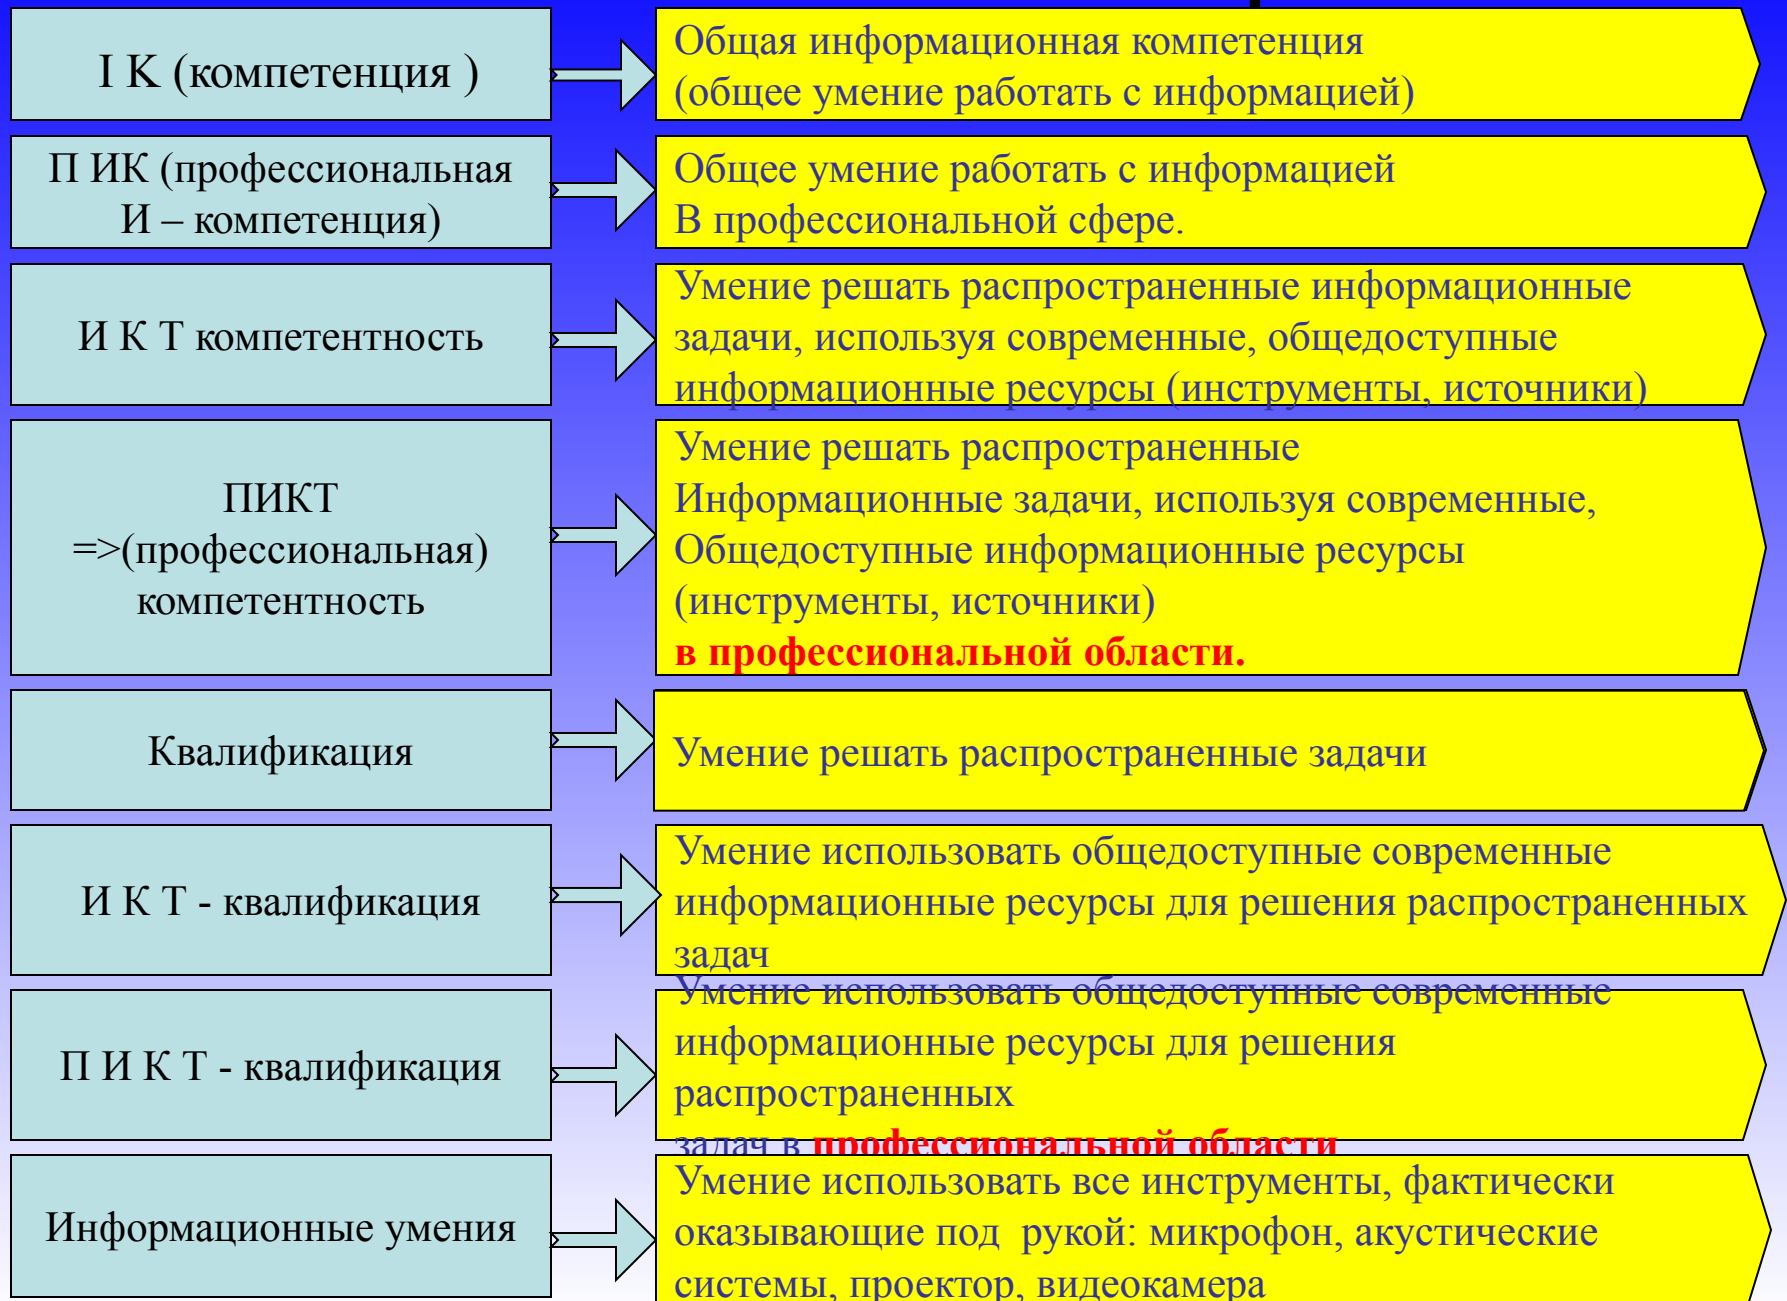 I K (компетенция )
Общая информационная компетенция
(общее умение работать с информацией)
П ИК (профессиональная
И – компетенция)
Общее умение работать с информацией
В профессиональной сфере.
И К Т компетентность
Умение решать распространенные информационные
задачи, используя современные, общедоступные
информационные ресурсы (инструменты, источники)
ПИКТ
=>(профессиональная)
компетентность
Умение решать распространенные
Информационные задачи, используя современные,
Общедоступные информационные ресурсы
(инструменты, источники)
в профессиональной области.
Квалификация
Умение решать распространенные задачи
И К Т - квалификация
Умение использовать общедоступные современные
информационные ресурсы для решения распространенных
задач
П И К Т - квалификация
Умение использовать общедоступные современные
информационные ресурсы для решения
распространенных
задач в профессиональной области
Информационные умения
Умение использовать все инструменты, фактически
оказывающие под  рукой: микрофон, акустические
системы, проектор, видеокамера